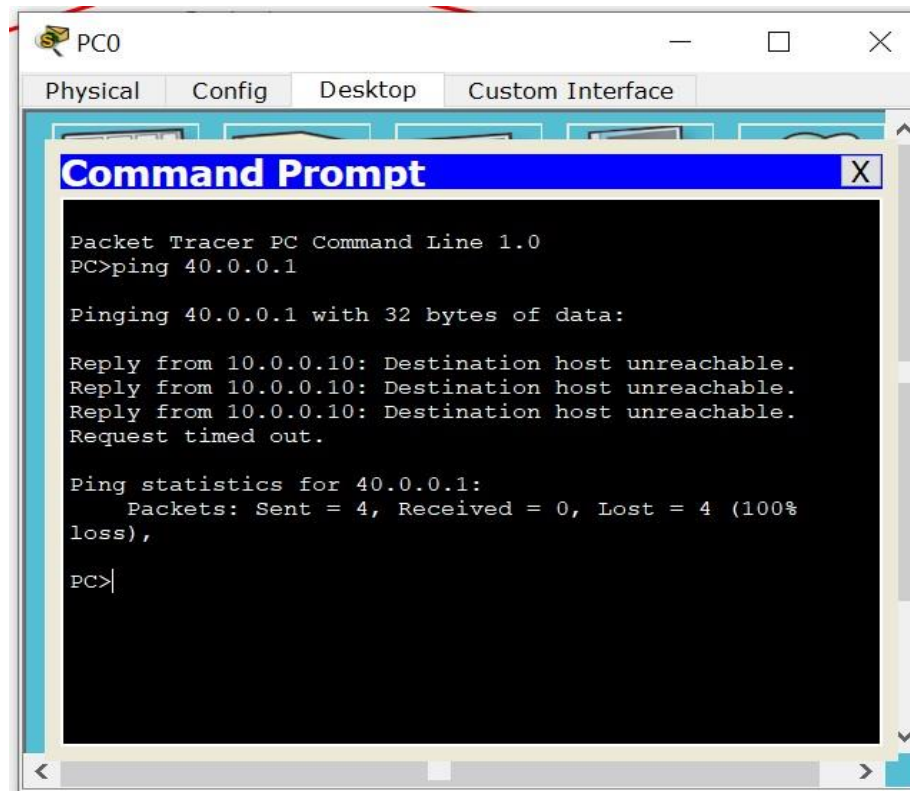 PC0
Physical Config Desktop Custom Interface
Command Prompt X
Packet Tracer PC Command Line 1.0
PC>ping 40.0.0.1
Pinging 40.0.0.1 with 32 bytes of data:
Reply from 10.0.0.10: Destination host unreachable.
Reply from 10.0.0.10: Destination host unreachable.
Reply from 10.0.0.10: Destination host unreachable.
Request timed out.
Ping statistics for 40.0.0.1:
Packets: Sent = 4, Received = 0, Lost = 4 (100%
loss),
PC>